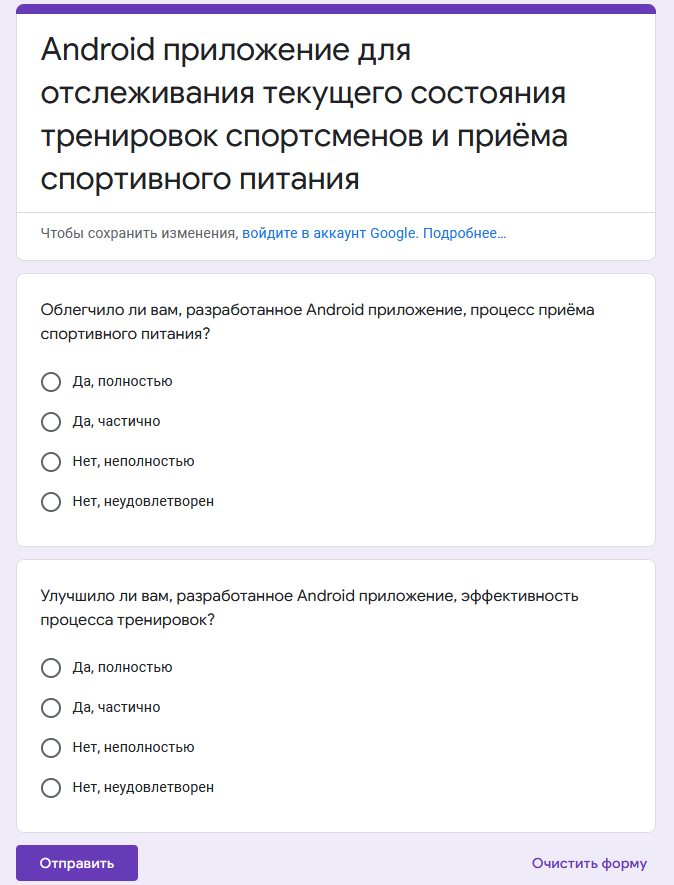 Android приложение для
отслеживания текущего состояния
тренировок спортсменов и приёма
спортивного питания
Чтобы сохранить изменения, войдите в аккаунт Google. Подробнее…
Облегчило ли вам, разработанное Android приложение, процесс приёма
спортивного питания?
Да, полностью
Да, частично
Нет, неполностью
Нет, неудовлетворен
Улучшило ли вам, разработанное Android приложение, эффективность
процесса тренировок?
Да, полностью
Да, частично
Нет, неполностью
Нет, неудовлетворен
Отправить
Очистить форму